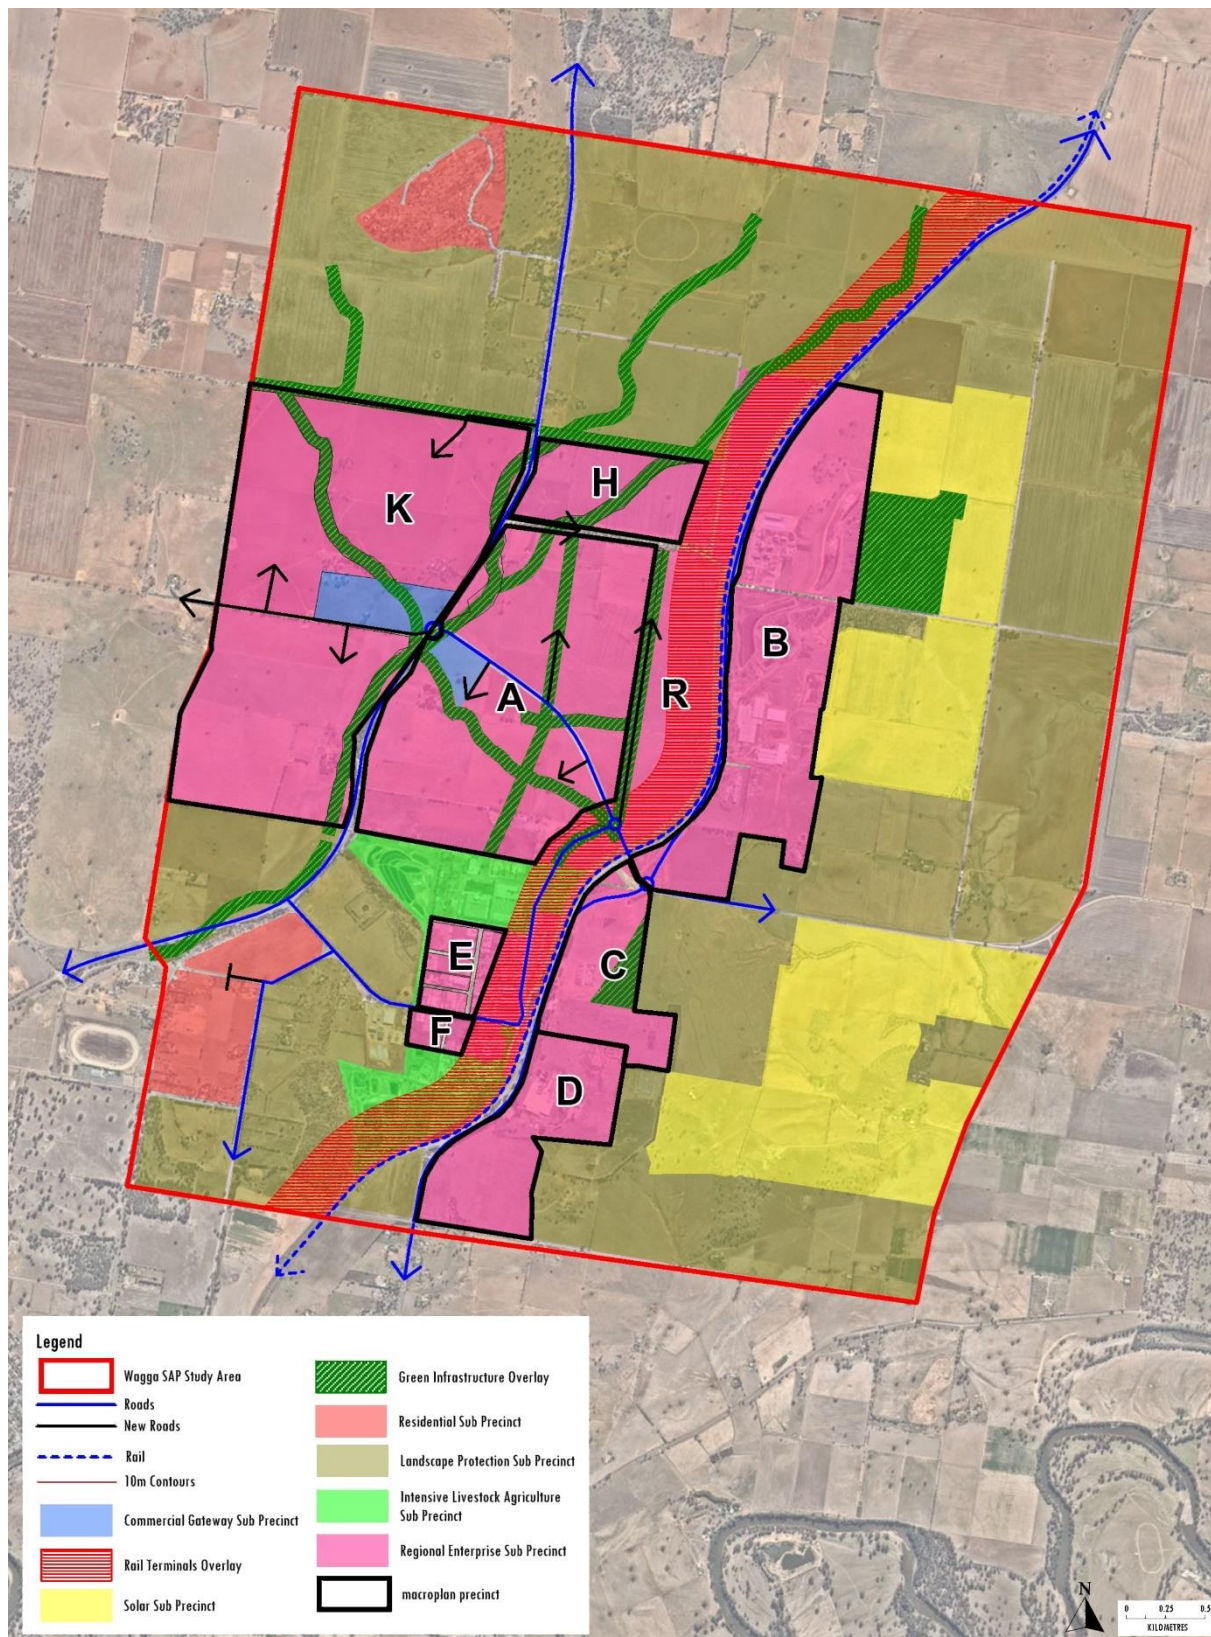 K
H
B
A
R
E
C
F
D
Legend
Wagga SAP Study Area
Roads
New Roads
Rail
10m Contours
Commercial Gateway Sub Precinct
Rail Terminals Overlay
Solar Sub Precinct
Green Infrastructure Overlay
Residential Sub Precinct
Landscape Protection Sub Precinct
Intensive Livestock Agriculture
Sub Precinct
Regional Enterprise Sub Precinct
macroplan precinct
N
0 0.25 0.5
KILOMETRES